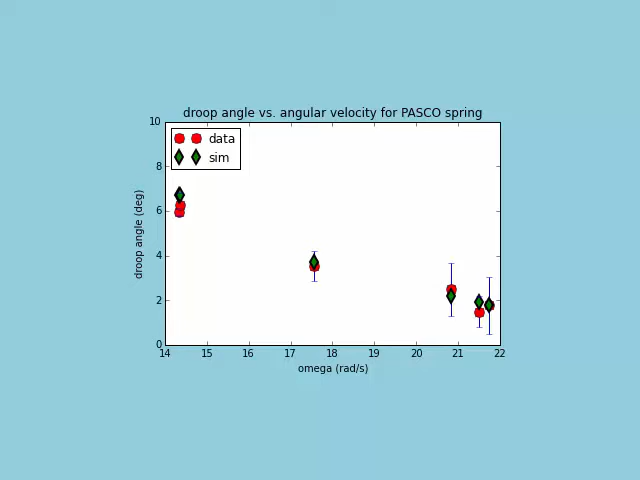 droop angle vs. angular velocity for PASCO spring
10
8
6
4
2
0
droop angle (deg)
data
sim
14 15 16 17 18 19 20 21 22
omega (rad/s)